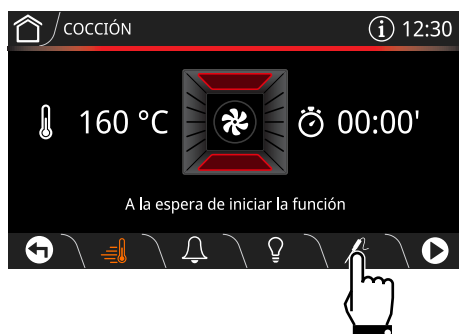 COCCIÓN
12:30
160 °C
00:00'
A la espera de iniciar la función